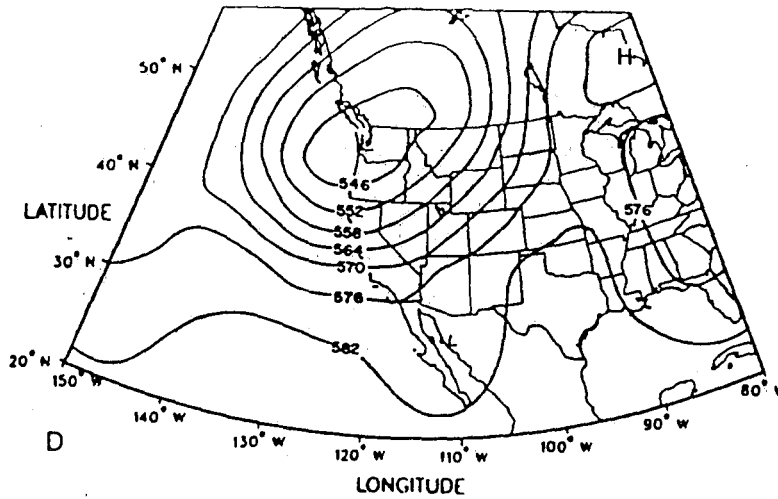 50° N
H
40° N
546
552
576
LATITUDE
558
564
30° N
570
576
582
20° N
150° W
80° W
140° W
90° W
D
130° W
100° W
120° W
110° W
LONGITUDE